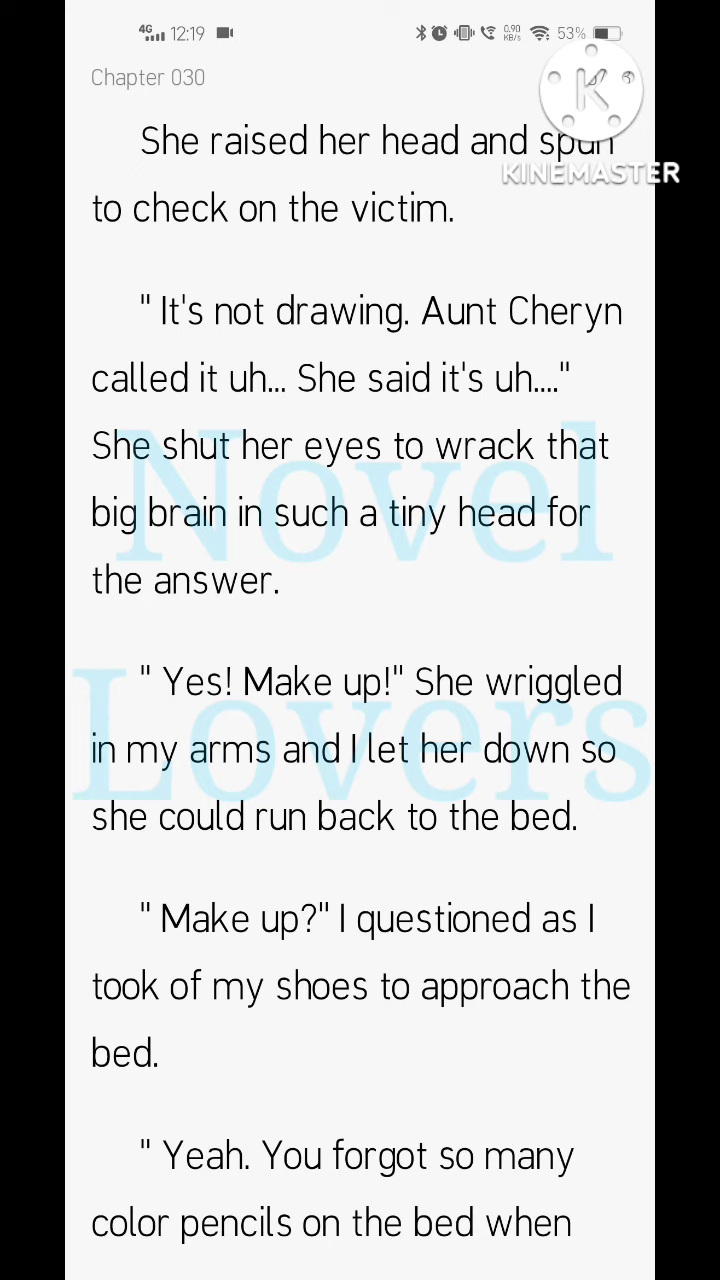 4G 12:19 0.90 KB/s 53%
Chapter 030
KINEMASTER
She raised her head and spun
to check on the victim.
" It's not drawing. Aunt Cheryn
called it uh... She said it's uh...."
She shut her eyes to wrack that
big brain in such a tiny head for
the answer.
" Yes! Make up!" She wriggled
in my arms and I let her down so
she could run back to the bed.
" Make up?" I questioned as I
took of my shoes to approach the
bed.
" Yeah. You forgot so many
color pencils on the bed when
Novel
Lovers